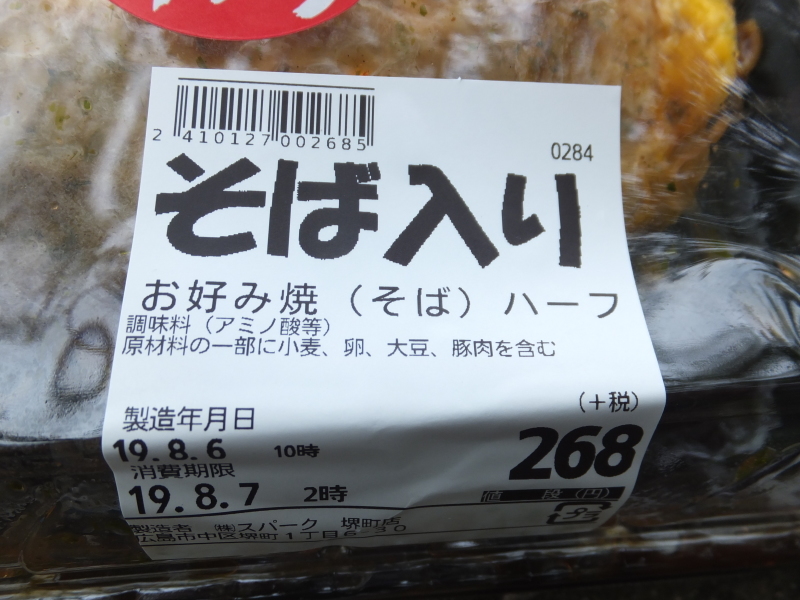 2 410127 002685
0284
そば入り
お好み焼（そば）ハーフ
調味料（アミノ酸等）
原材料の一部に小麦、卵、大豆、豚肉を含む
製造年月日
19.8.6 10時
(＋税)
268
消費期限
19.8.7 2時
値 段（円）
製造者 ㈱スパーク 堺町店
広島市中区堺町1丁目6-30